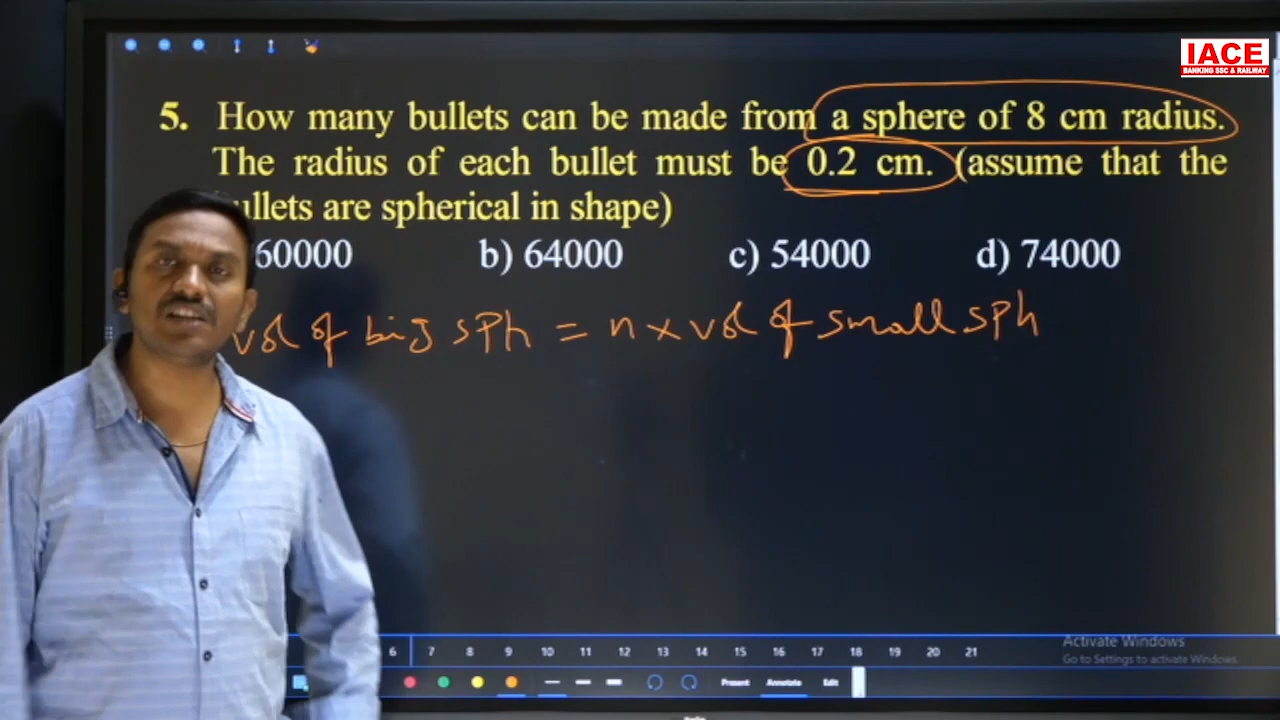 IACE
BANKING SSC & RAILWAY
5. How many bullets can be made from a sphere of 8 cm radius.
The radius of each bullet must be 0.2 cm. (assume that the
ullets are spherical in shape)
60000 b) 64000 c) 54000 d) 74000
vol of big sph = n x vol of small sph
Activate Windows
Go to Settings to activate Windows.
6 7 8 9 10 11 12 13 14 15 16 17 18 19 20 21
Present Annotate Edit